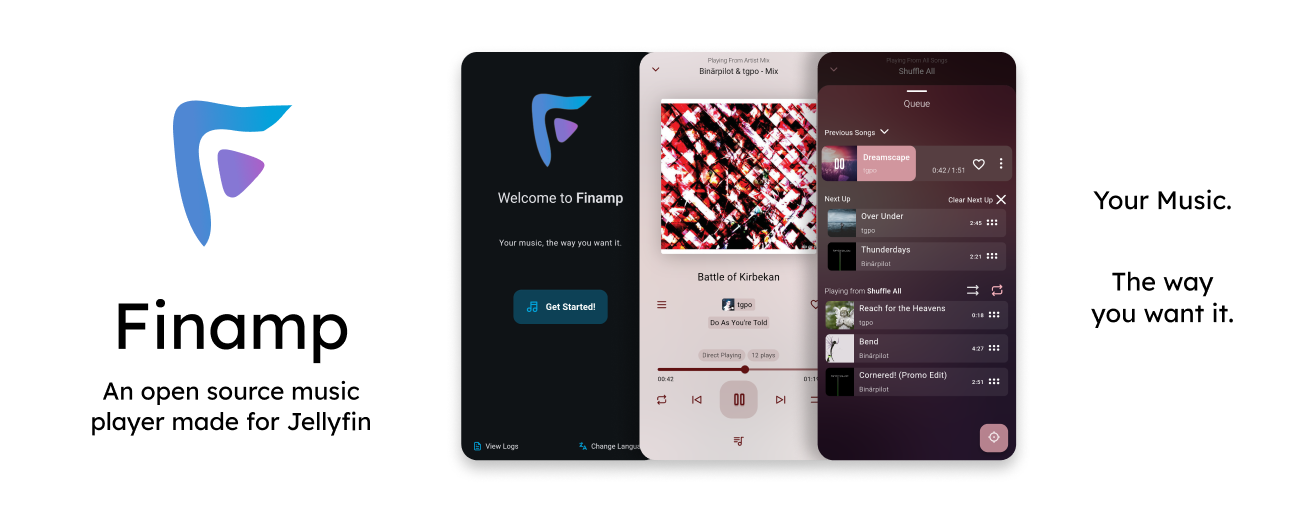 Finamp
An open source music
player made for Jellyfin
Welcome to Finamp
Your music, the way you want it.
Get Started!
View Logs
Change Langua
Playing From Artist Mix
Binärpilot & tgpo - Mix
Battle of Kirbekan
tgpo
Do As You're Told
Direct Playing
12 plays
00:42
01:19
Playing From All Songs
Shuffle All
Queue
Previous Songs
Dreamscape
tgpo
0:42 / 1:51
Next Up
Clear Next Up
Over Under
tgpo
2:45
Thunderdays
Binärpilot
2:21
Playing from Shuffle All
Reach for the Heavens
tgpo
0:18
Bend
Binärpilot
4:27
Cornered! (Promo Edit)
Binärpilot
2:51
Your Music.
The way
you want it.